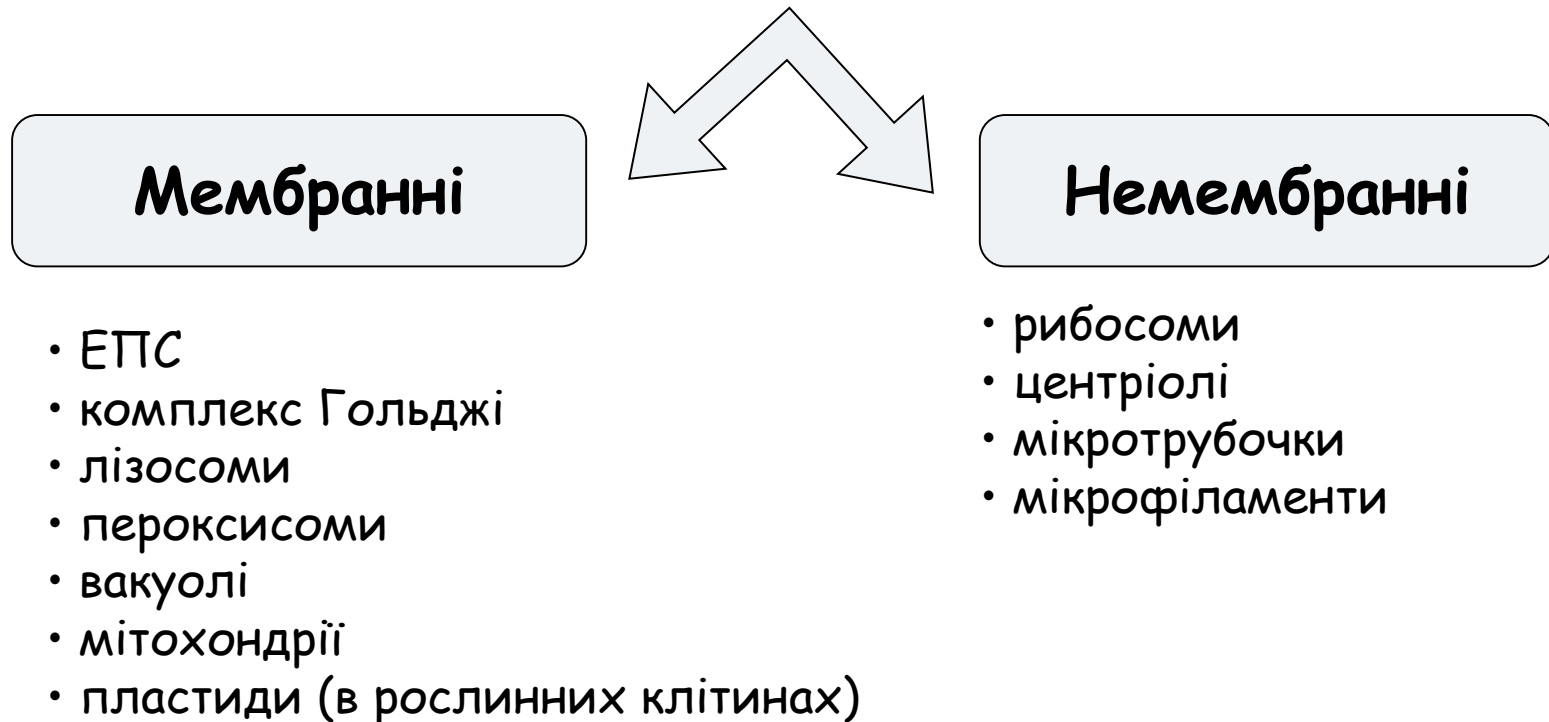 Мембранні
• ЕПС
• комплекс Гольджі
• лізосоми
• пероксисоми
• вакуолі
• мітохондрії
• пластиди (в рослинних клітинах)
Немембранні
• рибосоми
• центріолі
• мікротрубочки
• мікрофіламенти